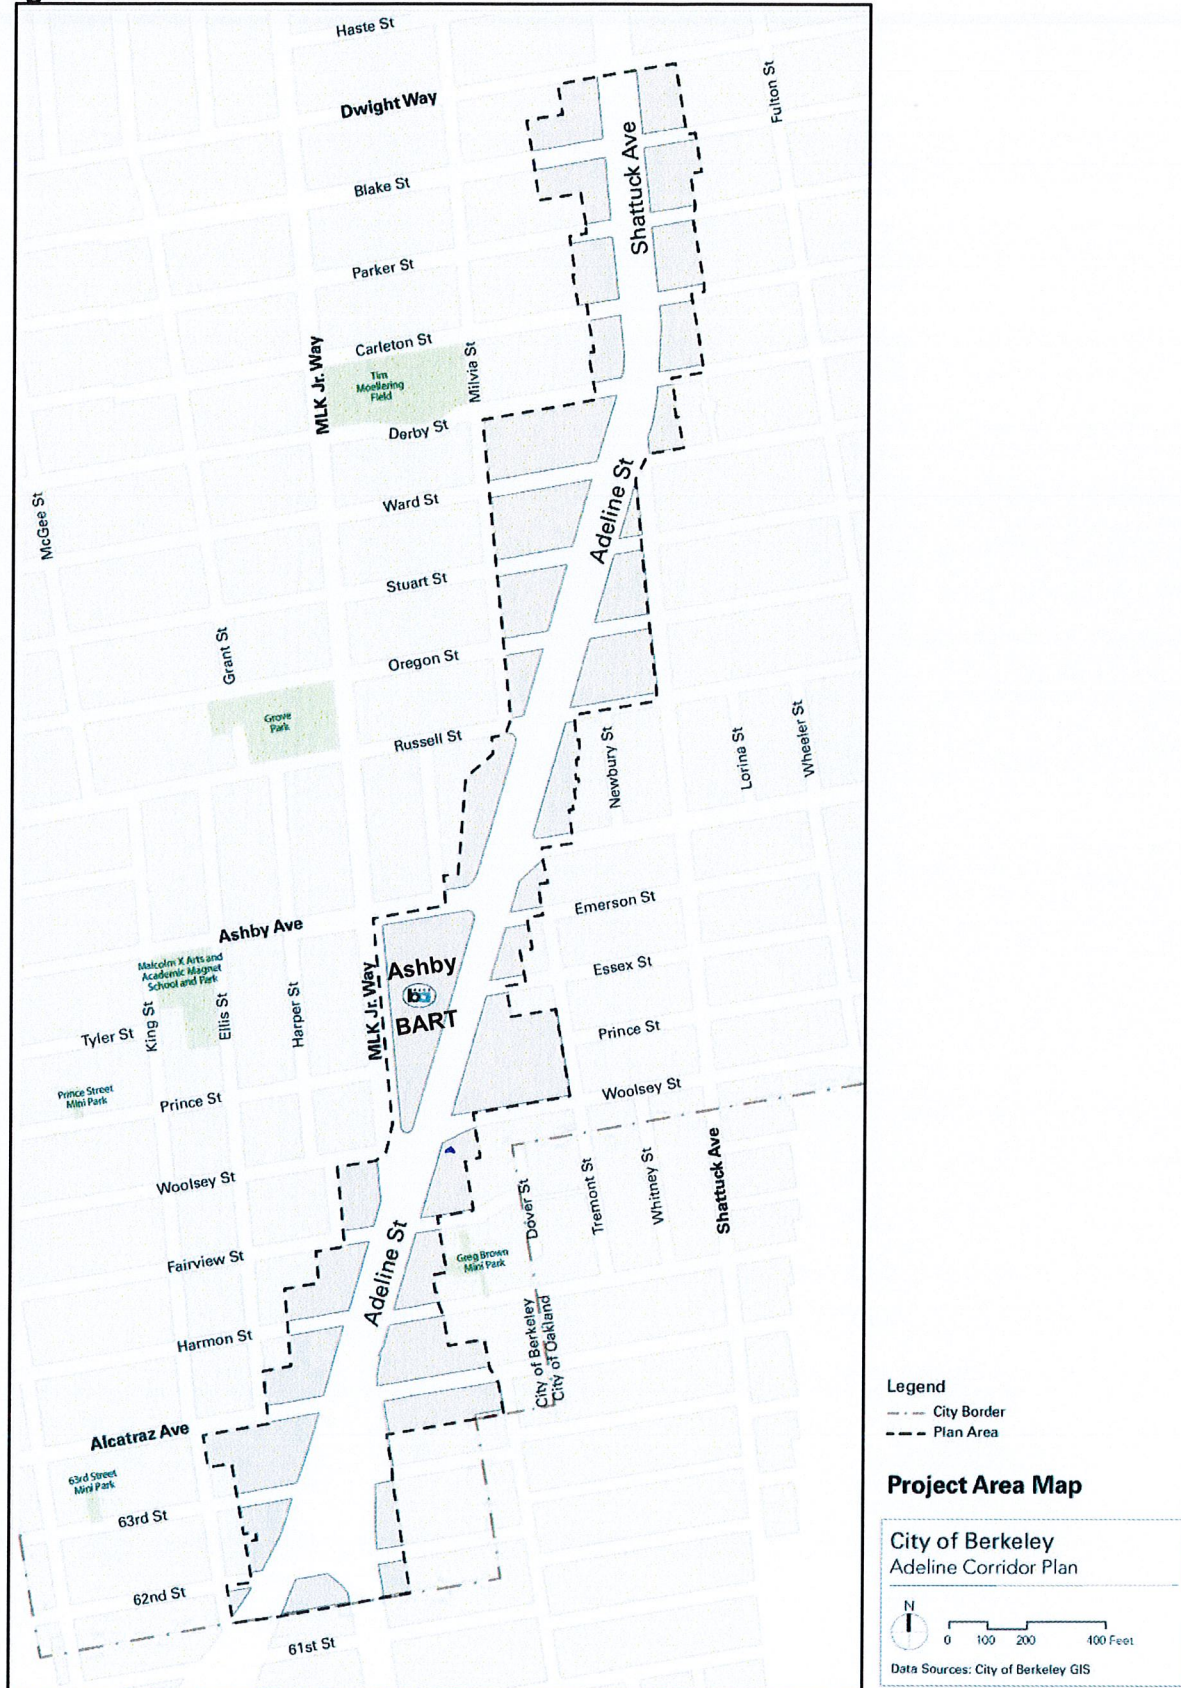 Haste St
Dwight Way
Fulton St
Shattuck Ave
Blake St
Parker St
Carleton St
MLK Jr. Way
Tim
Moellering
Field
Milvia St
Derby St
Adeline St
McGee St
Ward St
Stuart St
Grant St
Oregon St
Grove
Park
Russell St
Newbury St
Lorina St
Wheeler St
Emerson St
Ashby Ave
Malcolm X Arts and
Academic Magnet
School and Park
MLK Jr. Way
Ashby
ba
BART
Essex St
Tyler St
King St
Ellis St
Harper St
Prince St
Prince Street
Mini Park
Prince St
Woolsey St
Woolsey St
Dover St
Tremont St
Whitney St
Shattuck Ave
Fairview St
Adeline St
Greg Brown
Mini Park
Harmon St
City of Berkeley
City of Oakland
Alcatraz Ave
63rd Street
Mini Park
63rd St
62nd St
61st St
Legend
City Border
Plan Area
Project Area Map
City of Berkeley
Adeline Corridor Plan
N
0 100 200 400 Feet
Data Sources: City of Berkeley GIS